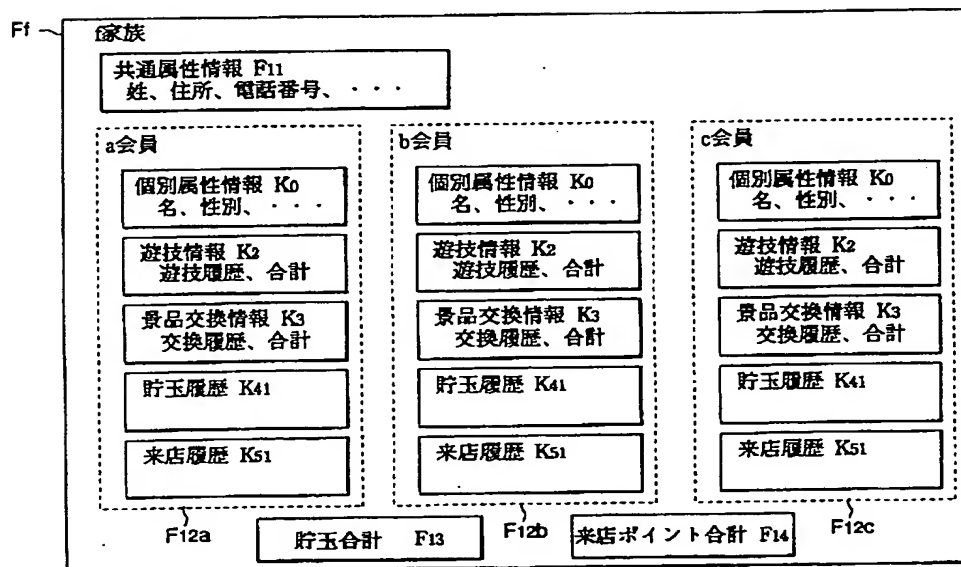 Ff
f家族
共通属性情報 F11
姓、住所、電話番号、・・・
a会員
個別属性情報 K0
名、性別、・・・
遊技情報 K2
遊技履歴、合計
景品交換情報 K3
交換履歴、合計
貯玉履歴 K41
来店履歴 K51
F12a
b会員
個別属性情報 K0
名、性別、・・・
遊技情報 K2
遊技履歴、合計
景品交換情報 K3
交換履歴、合計
貯玉履歴 K41
来店履歴 K51
F12b
c会員
個別属性情報 K0
名、性別、・・・
遊技情報 K2
遊技履歴、合計
景品交換情報 K3
交換履歴、合計
貯玉履歴 K41
来店履歴 K51
F12c
貯玉合計 F13
来店ポイント合計 F14